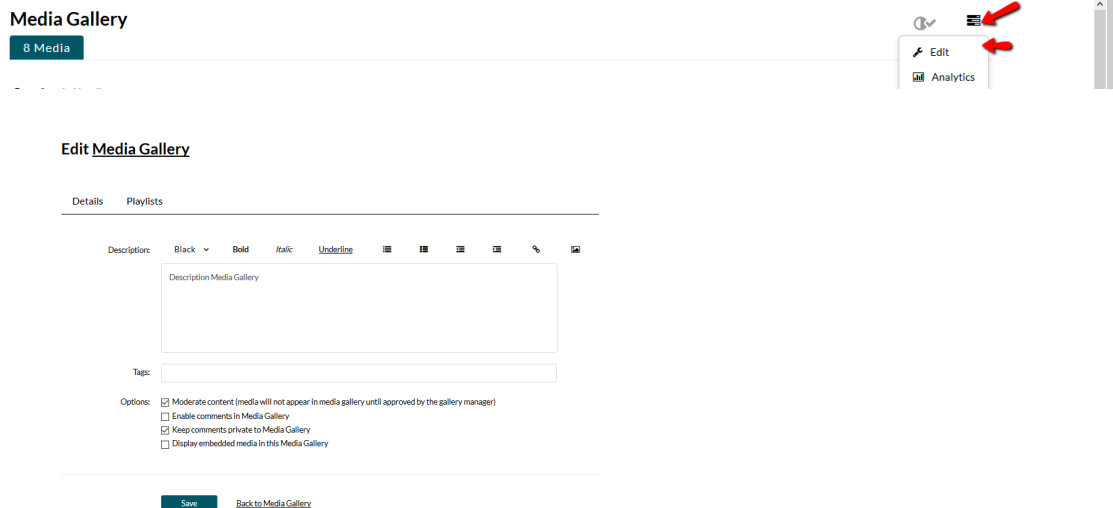 Media Gallery
8 Media
Edit
Analytics
Edit Media Gallery
Details Playlists
Description: Black Bold Italic Underline
Description Media Gallery
Tags:
Options: Moderate content (media will not appear in media gallery until approved by the gallery manager)
Enable comments in Media Gallery
Keep comments private to Media Gallery
Display embedded media in this Media Gallery
Save Back to Media Gallery